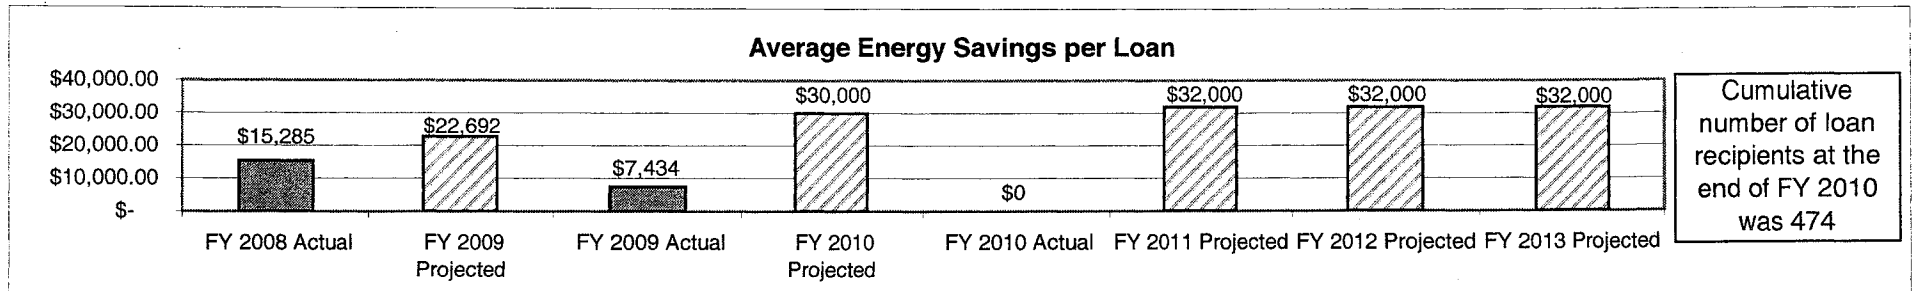 Average Energy Savings per Loan
$40,000.00
$30,000.00
$20,000.00
$10,000.00
$-
$15,285
$22,692
$7,434
$30,000
$0
$32,000
$32,000
$32,000
FY 2008 Actual
FY 2009
Projected
FY 2009 Actual
FY 2010
Projected
FY 2010 Actual
FY 2011 Projected
FY 2012 Projected
FY 2013 Projected
Cumulative
number of loan
recipients at the
end of FY 2010
was 474